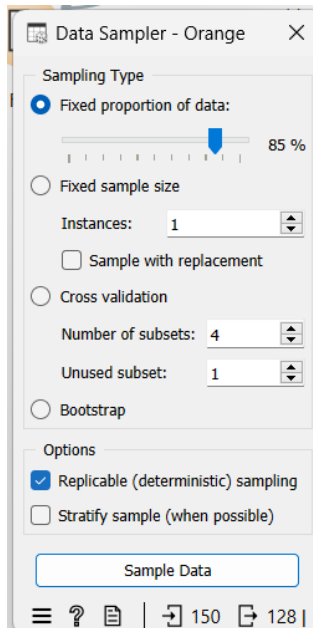 Data Sampler - Orange
Sampling Type
Fixed proportion of data:
85 %
Fixed sample size
Instances: 1
Sample with replacement
Cross validation
Number of subsets: 4
Unused subset: 1
Bootstrap
Options
Replicable (deterministic) sampling
Stratify sample (when possible)
Sample Data
? 150 128 |